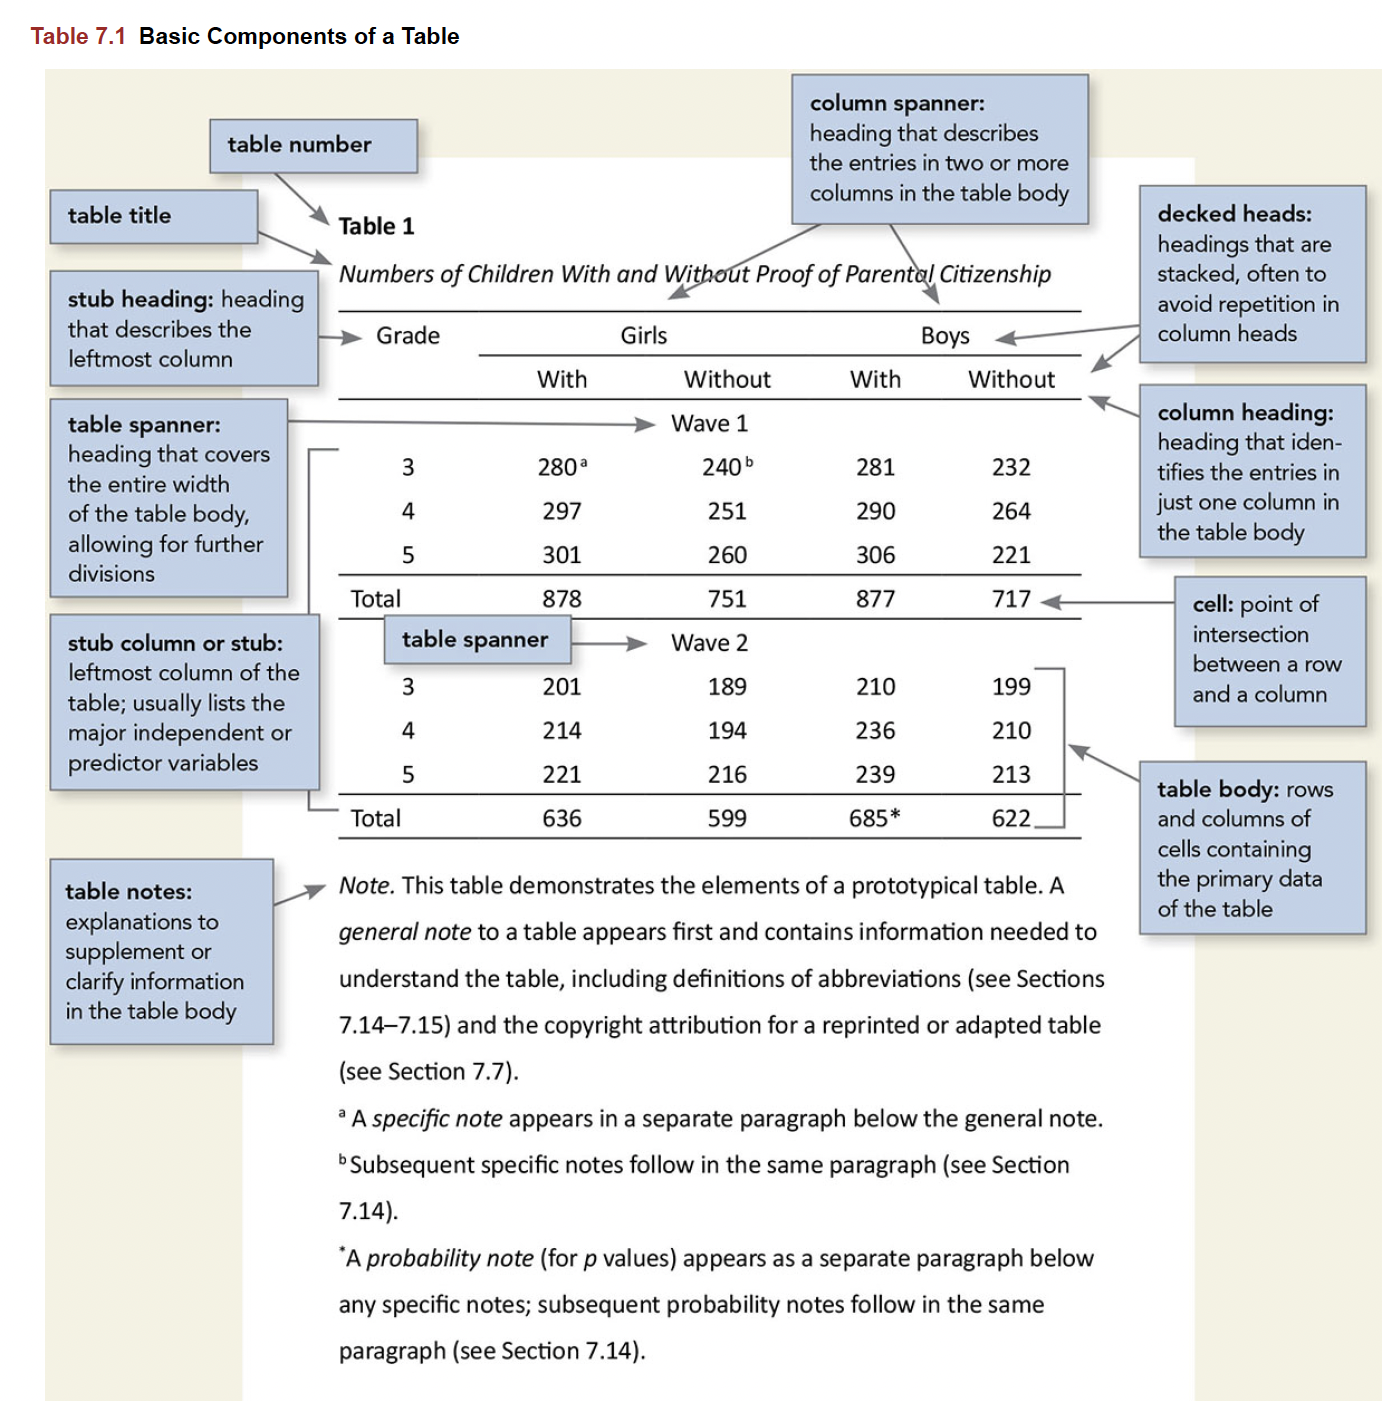 Table 7.1 Basic Components of a Table
column spanner:
heading that describes
the entries in two or more
columns in the table body
table number
table title
decked heads:
headings that are
stacked, often to
avoid repetition in
column heads
Table 1
Numbers of Children With and Without Proof of Parental Citizenship
stub heading: heading
that describes the
leftmost column
Grade Girls Boys
With Without With Without
column heading:
heading that iden-
tifies the entries in
just one column in
the table body
table spanner:
heading that covers
the entire width
of the table body,
allowing for further
divisions
Wave 1
3 280ᵃ 240ᵇ 281 232
4 297 251 290 264
5 301 260 306 221
Total 878 751 877 717
cell: point of
intersection
between a row
and a column
stub column or stub:
leftmost column of the
table; usually lists the
major independent or
predictor variables
table spanner
Wave 2
3 201 189 210 199
4 214 194 236 210
5 221 216 239 213
Total 636 599 685* 622
table body: rows
and columns of
cells containing
the primary data
of the table
table notes:
explanations to
supplement or
clarify information
in the table body
Note. This table demonstrates the elements of a prototypical table. A
general note to a table appears first and contains information needed to
understand the table, including definitions of abbreviations (see Sections
7.14–7.15) and the copyright attribution for a reprinted or adapted table
(see Section 7.7).
ᵃ A specific note appears in a separate paragraph below the general note.
ᵇ Subsequent specific notes follow in the same paragraph (see Section
7.14).
*A probability note (for p values) appears as a separate paragraph below
any specific notes; subsequent probability notes follow in the same
paragraph (see Section 7.14).